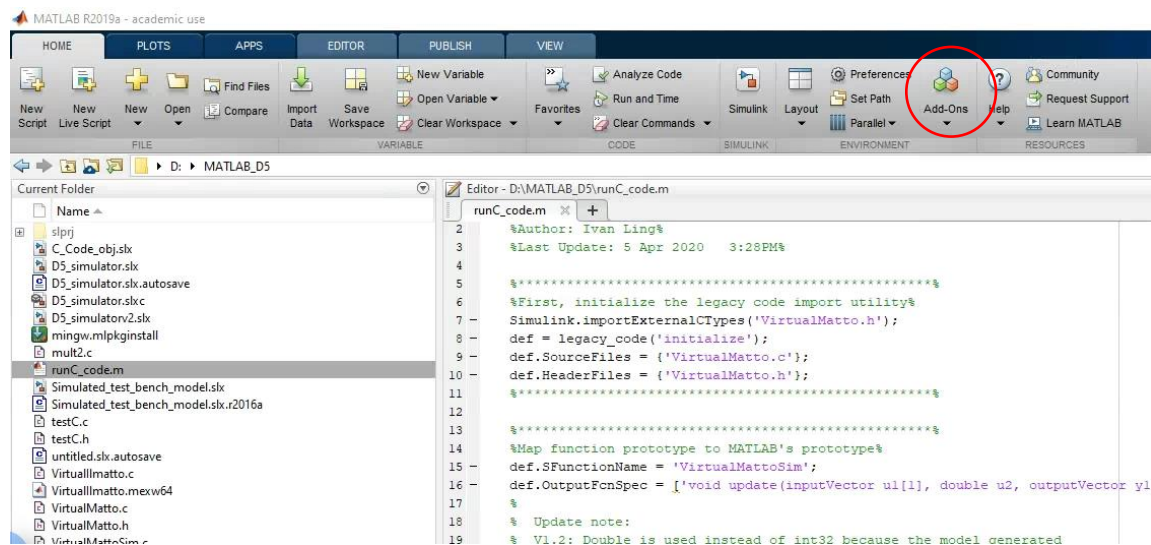 MATLAB R2019a - academic use
HOME PLOTS APPS EDITOR PUBLISH VIEW
New Script
New Live Script
New
Open
Find Files
Compare
Import Data
Save Workspace
New Variable
Open Variable
Clear Workspace
Favorites
Analyze Code
Run and Time
Clear Commands
Simulink
Layout
Preferences
Set Path
Parallel
Add-Ons
Help
Community
Request Support
Learn MATLAB
FILE VARIABLE CODE SIMULINK ENVIRONMENT RESOURCES
D: MATLAB_D5
Current Folder
Name
slprj
C_Code_obj.slx
D5_simulator.slx
D5_simulator.slx.autosave
D5_simulator.slxc
D5_simulatorv2.slx
mingw.mlpkginstall
mult2.c
runC_code.m
Simulated_test_bench_model.slx
Simulated_test_bench_model.slx.r2016a
testC.c
testC.h
untitled.slx.autosave
VirtualIlmatto.c
VirtualIlmatto.mexw64
VirtualMatto.c
VirtualMatto.h
VirtualMattoSim.c
Editor - D:\MATLAB_D5\runC_code.m
runC_code.m
2 %Author: Ivan Ling%
3 %Last Update: 5 Apr 2020 3:28PM%
4
5 %**************************************************%
6 %First, initialize the legacy code import utility%
7 - Simulink.importExternalCTypes('VirtualMatto.h');
8 - def = legacy_code('initialize');
9 - def.SourceFiles = {'VirtualMatto.c'};
10 - def.HeaderFiles = {'VirtualMatto.h'};
11 %**************************************************%
12
13 %**************************************************%
14 %Map function prototype to MATLAB's prototype%
15 - def.SFunctionName = 'VirtualMattoSim';
16 - def.OutputFcnSpec = ['void update(inputVector u1[1], double u2, outputVector y1
17 %
18 % Update note:
19 % V1.2: Double is used instead of int32 because the model generated